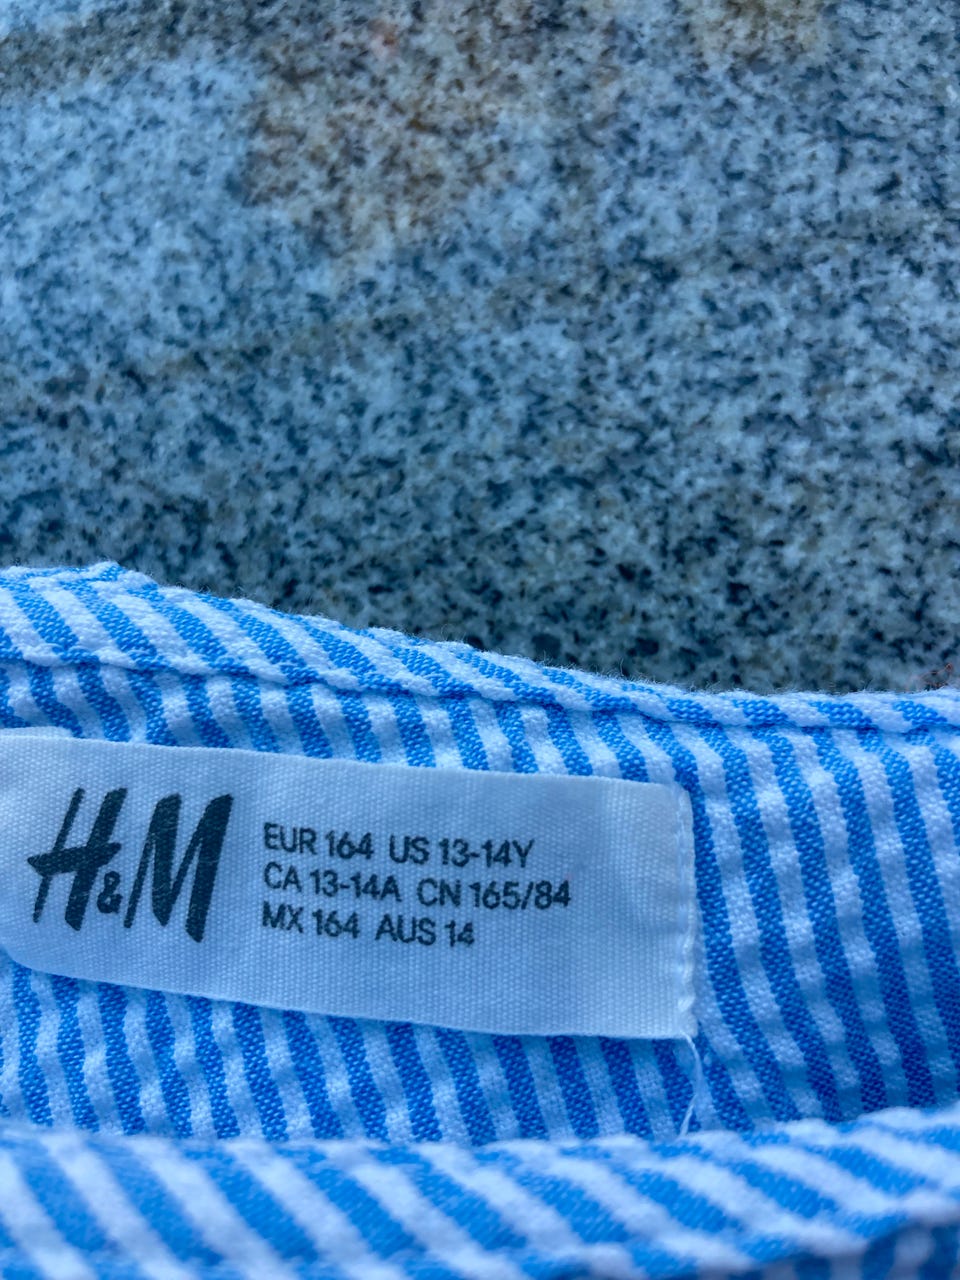 H&M
EUR 164 US 13-14Y
CA 13-14A CN 165/84
MX 164 AUS 14